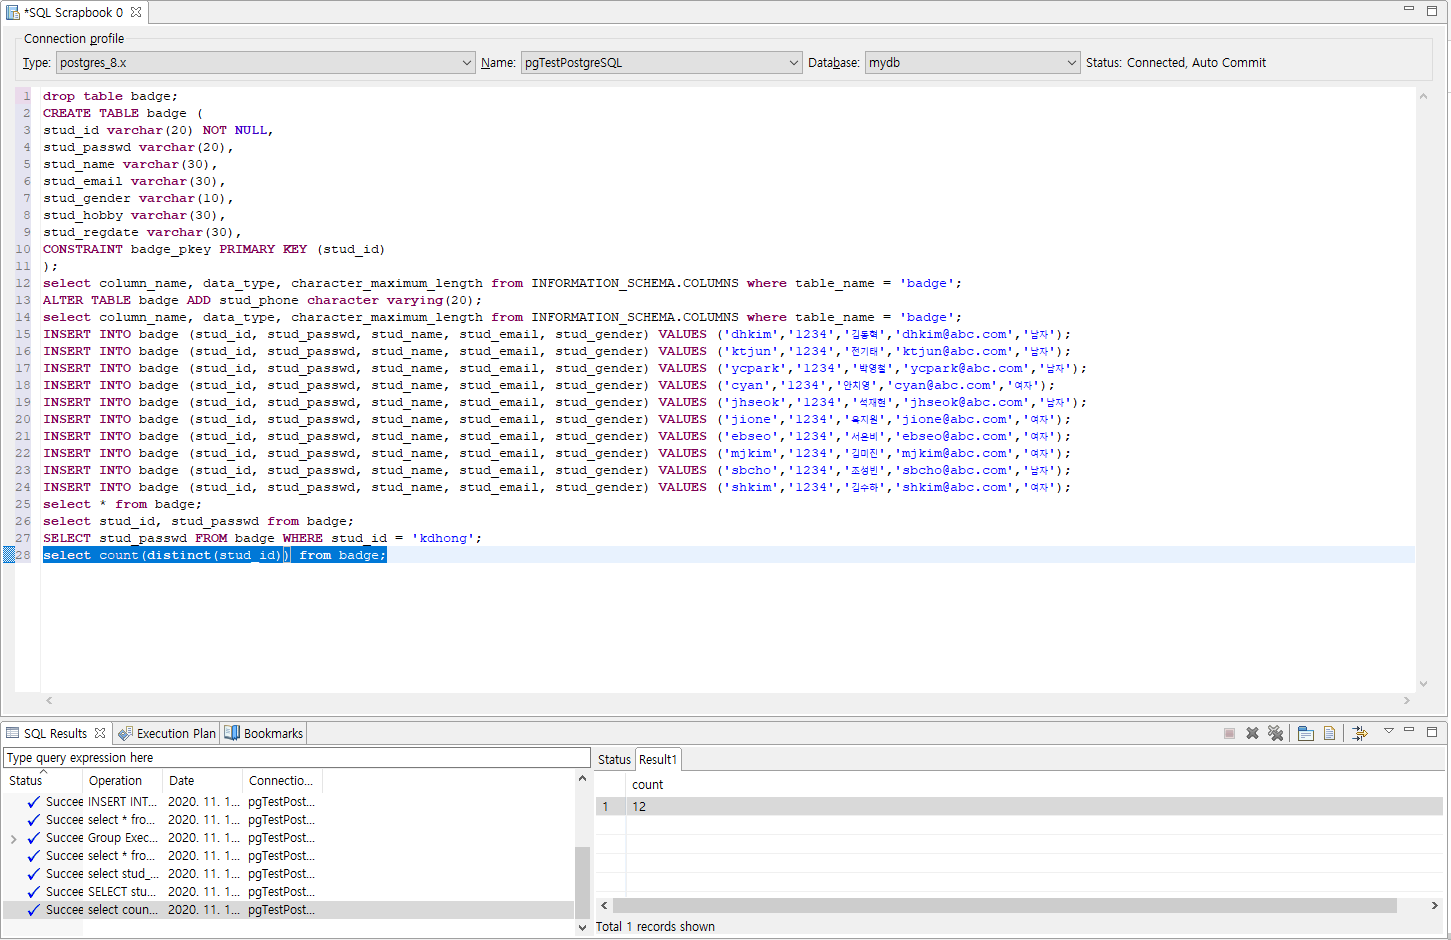 *SQL Scrapbook 0
Connection profile
Type: postgres_8.x Name: pgTestPostgreSQL Database: mydb Status: Connected, Auto Commit
1 drop table badge;
2 CREATE TABLE badge (
3 stud_id varchar(20) NOT NULL,
4 stud_passwd varchar(20),
5 stud_name varchar(30),
6 stud_email varchar(30),
7 stud_gender varchar(10),
8 stud_hobby varchar(30),
9 stud_regdate varchar(30),
10 CONSTRAINT badge_pkey PRIMARY KEY (stud_id)
11 );
12 select column_name, data_type, character_maximum_length from INFORMATION_SCHEMA.COLUMNS where table_name = 'badge';
13 ALTER TABLE badge ADD stud_phone character varying(20);
14 select column_name, data_type, character_maximum_length from INFORMATION_SCHEMA.COLUMNS where table_name = 'badge';
15 INSERT INTO badge (stud_id, stud_passwd, stud_name, stud_email, stud_gender) VALUES ('dhkim','1234','김동혁','dhkim@abc.com','남자');
16 INSERT INTO badge (stud_id, stud_passwd, stud_name, stud_email, stud_gender) VALUES ('ktjun','1234','전기태','ktjun@abc.com','남자');
17 INSERT INTO badge (stud_id, stud_passwd, stud_name, stud_email, stud_gender) VALUES ('ycpark','1234','박영철','ycpark@abc.com','남자');
18 INSERT INTO badge (stud_id, stud_passwd, stud_name, stud_email, stud_gender) VALUES ('cyan','1234','안치영','cyan@abc.com','여자');
19 INSERT INTO badge (stud_id, stud_passwd, stud_name, stud_email, stud_gender) VALUES ('jhseok','1234','석재현','jhseok@abc.com','남자');
20 INSERT INTO badge (stud_id, stud_passwd, stud_name, stud_email, stud_gender) VALUES ('jione','1234','옥지원','jione@abc.com','여자');
21 INSERT INTO badge (stud_id, stud_passwd, stud_name, stud_email, stud_gender) VALUES ('ebseo','1234','서은비','ebseo@abc.com','여자');
22 INSERT INTO badge (stud_id, stud_passwd, stud_name, stud_email, stud_gender) VALUES ('mjkim','1234','김미진','mjkim@abc.com','여자');
23 INSERT INTO badge (stud_id, stud_passwd, stud_name, stud_email, stud_gender) VALUES ('sbcho','1234','조성빈','sbcho@abc.com','남자');
24 INSERT INTO badge (stud_id, stud_passwd, stud_name, stud_email, stud_gender) VALUES ('shkim','1234','김수하','shkim@abc.com','여자');
25 select * from badge;
26 select stud_id, stud_passwd from badge;
27 SELECT stud_passwd FROM badge WHERE stud_id = 'kdhong';
28 select count(distinct(stud_id)) from badge;
SQL Results Execution Plan Bookmarks
Type query expression here
Status Operation Date Connectio...
Succee INSERT INT... 2020. 11. 1... pgTestPost...
Succee select * fro... 2020. 11. 1... pgTestPost...
Succee Group Exec... 2020. 11. 1... pgTestPost...
Succee select * fro... 2020. 11. 1... pgTestPost...
Succee select stud_... 2020. 11. 1... pgTestPost...
Succee SELECT stu... 2020. 11. 1... pgTestPost...
Succee select coun... 2020. 11. 1... pgTestPost...
Status Result1
count
1 12
Total 1 records shown